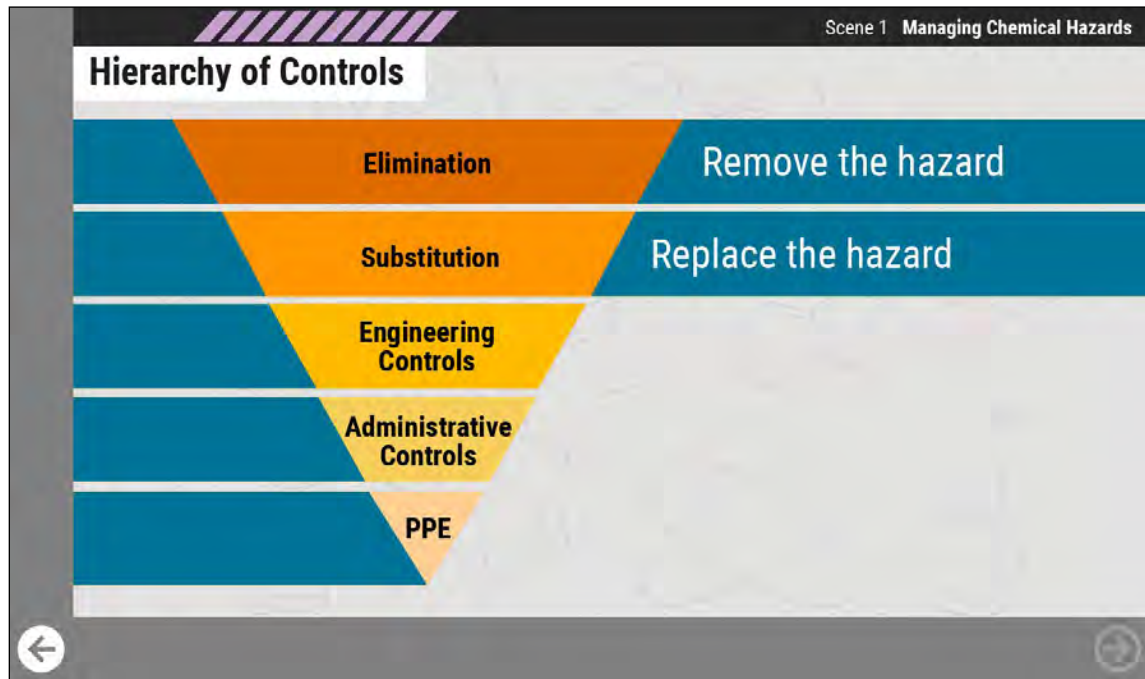 Scene 1 Managing Chemical Hazards
Hierarchy of Controls
Elimination
Remove the hazard
Substitution
Replace the hazard
Engineering
Controls
Administrative
Controls
PPE